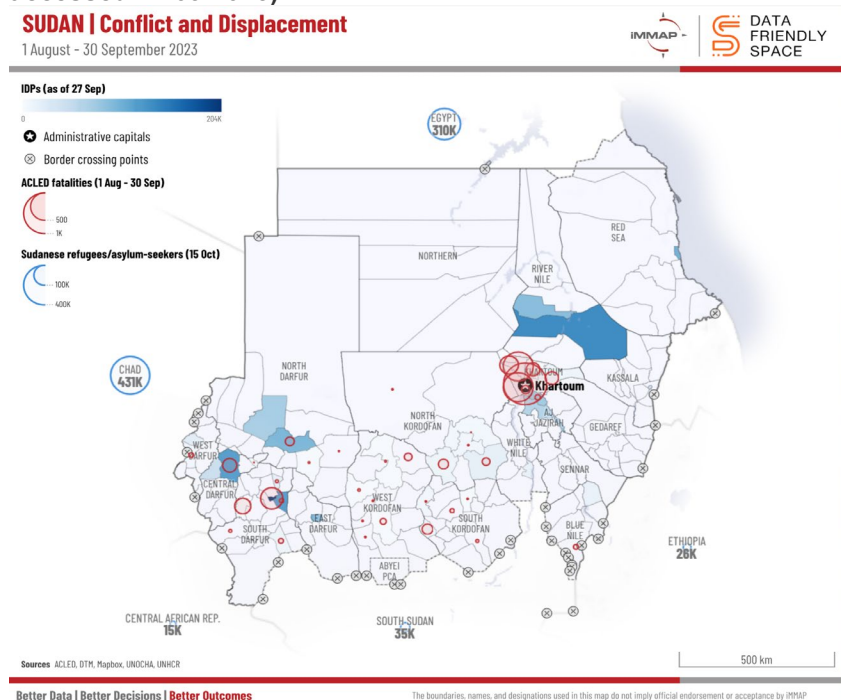 SUDAN | Conflict and Displacement
1 August - 30 September 2023
iMMAP
DATA
FRIENDLY
SPACE
IDPs (as of 27 Sep)
0
204K
Administrative capitals
Border crossing points
ACLED fatalities (1 Aug - 30 Sep)
500
1K
Sudanese refugees/asylum-seekers (15 Oct)
100K
400K
EGYPT
310K
RED
SEA
NORTHERN
RIVER
NILE
CHAD
431K
NORTH
DARFUR
KHARTOUM
Khartoum
KASSALA
NORTH
KORDOFAN
AJ
JAZIRAH
GEDAREF
WEST
DARFUR
WHITE
NILE
SENNAR
CENTRAL
DARFUR
WEST
KORDOFAN
EAST
DARFUR
SOUTH
KORDOFAN
SOUTH
DARFUR
BLUE
NILE
ETHIOPIA
26K
ABYEI
PCA
CENTRAL AFRICAN REP.
15K
SOUTH SUDAN
35K
500 km
Sources ACLED, DTM, Mapbox, UNOCHA, UNHCR
Better Data | Better Decisions | Better Outcomes
The boundaries, names, and designations used in this map do not imply official endorsement or acceptance by iMMAP